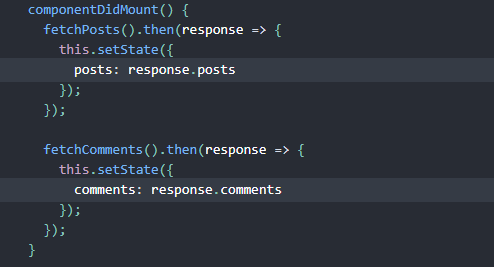 componentDidMount() {
  fetchPosts().then(response => {
    this.setState({
      posts: response.posts
    });
  });

  fetchComments().then(response => {
    this.setState({
      comments: response.comments
    });
  });
}